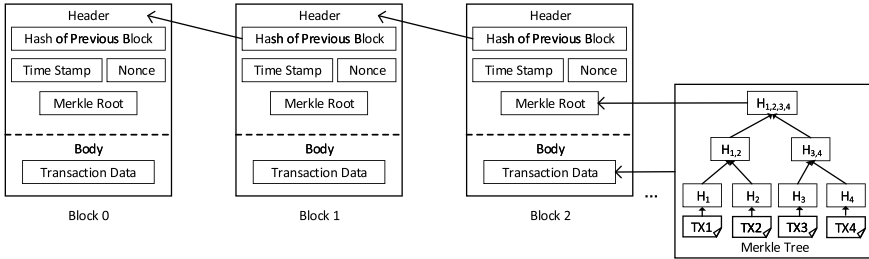 Header
Hash of Previous Block
Time Stamp
Nonce
Merkle Root
Body
Transaction Data
Block 0
Header
Hash of Previous Block
Time Stamp
Nonce
Merkle Root
Body
Transaction Data
Block 1
Header
Hash of Previous Block
Time Stamp
Nonce
Merkle Root
Body
Transaction Data
Block 2
...
H1,2,3,4
H1,2
H3,4
H1
H2
H3
H4
TX1
TX2
TX3
TX4
Merkle Tree